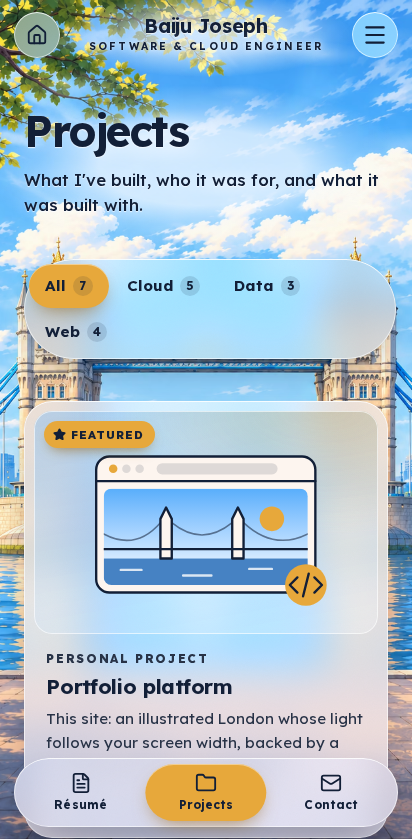 Baiju Joseph
SOFTWARE & CLOUD ENGINEER
Projects
What I've built, who it was for, and what it
was built with.
All 7 Cloud 5 Data 3
Web 4
FEATURED
PERSONAL PROJECT
Portfolio platform
This site: an illustrated London whose light
follows your screen width, backed by a
Résumé Projects Contact